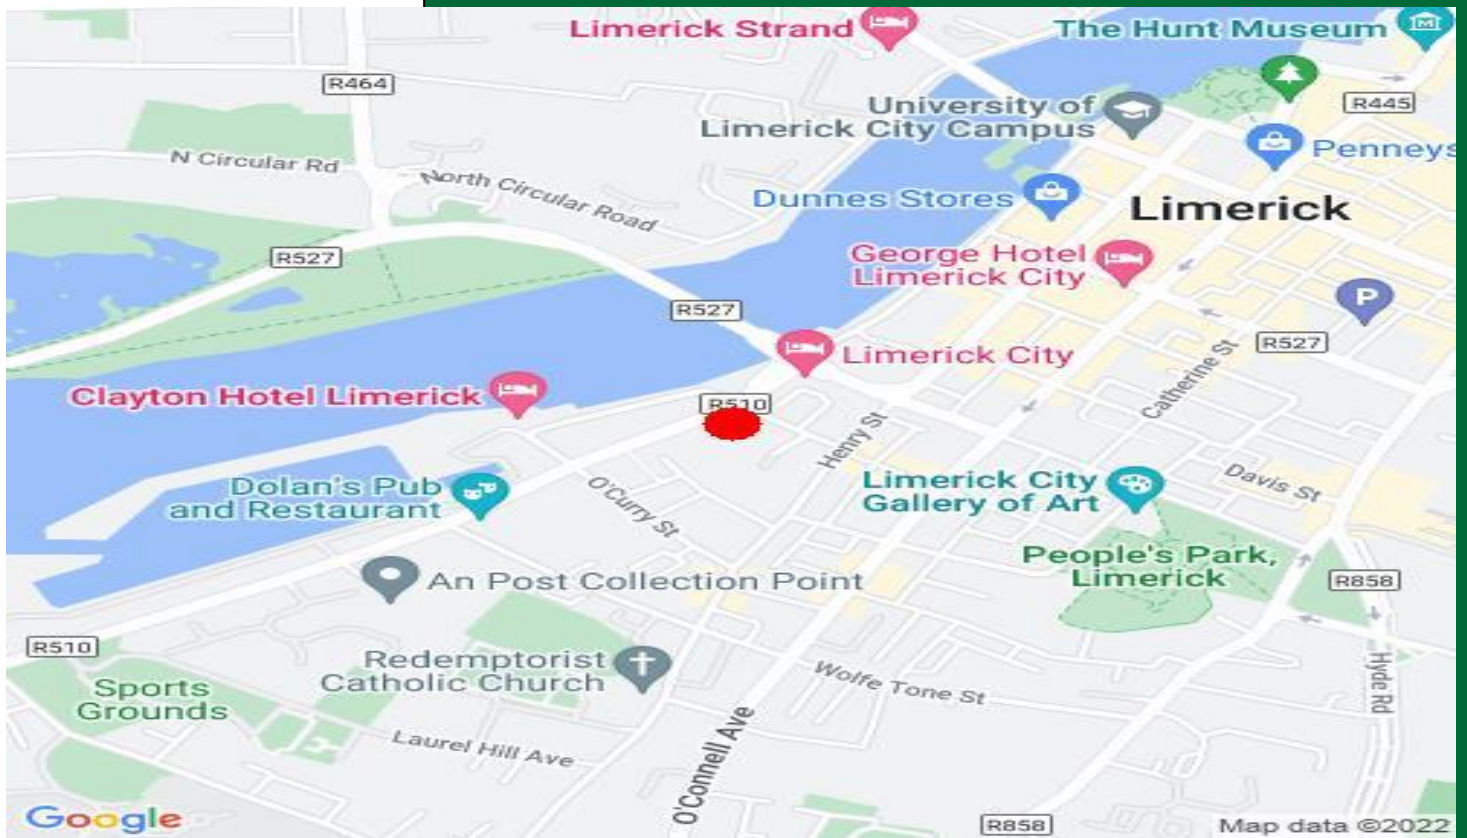 Limerick Strand
The Hunt Museum
R464
University of
Limerick City Campus
R445
Penneys
N Circular Rd
North Circular Road
Dunnes Stores
Limerick
R527
George Hotel
Limerick City
P
R527
R527
Limerick City
Catherine St
Clayton Hotel Limerick
R510
Henry St
Dolan's Pub
and Restaurant
O'Curry St
Limerick City
Gallery of Art
Davis St
People's Park,
Limerick
An Post Collection Point
R858
R510
Redemptorist
Catholic Church
Wolfe Tone St
Hyde Rd
Sports
Grounds
Laurel Hill Ave
O'Connell Ave
Google
R858
Map data ©2022